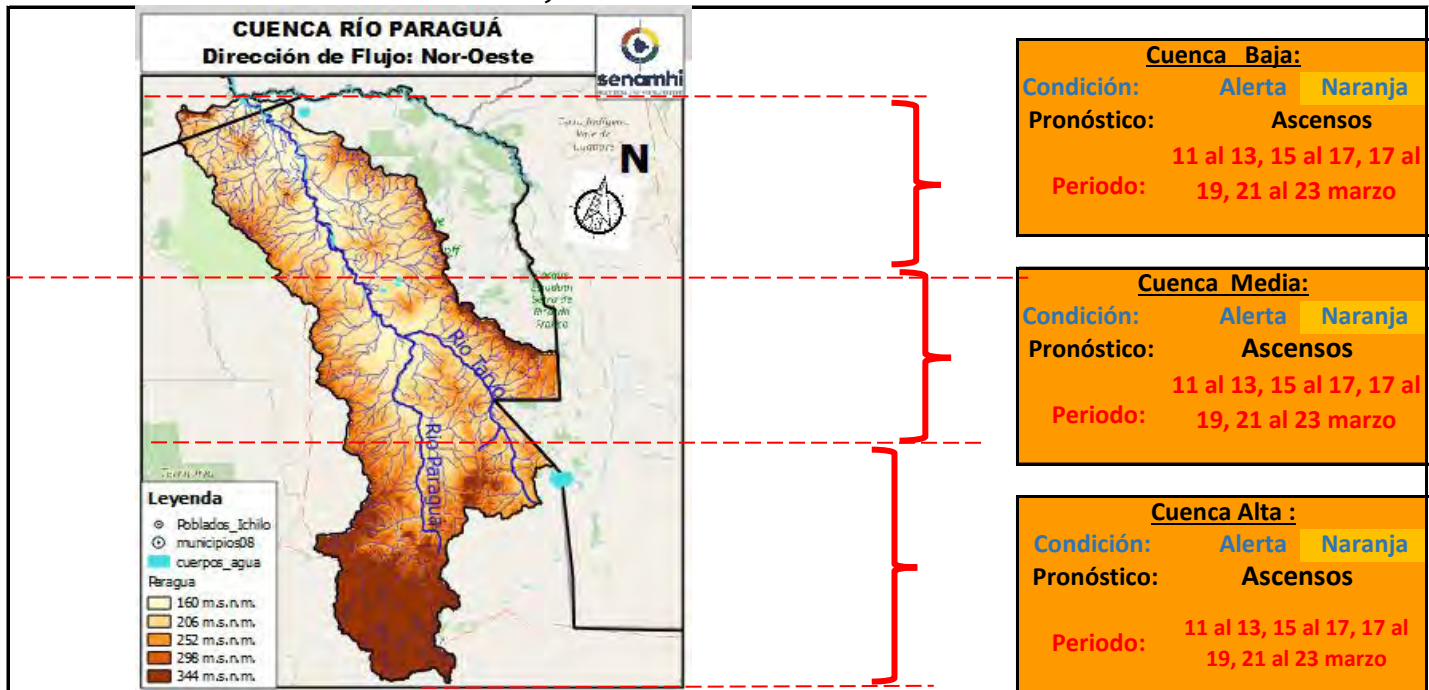 CUENCA RÍO PARAGUÁ
Dirección de Flujo: Nor-Oeste
senamhi
N
Río Tarvo
Río Paraguá
Leyenda
Poblados_Ichilo
municipios08
cuerpos_agua
Paragua
160 m.s.n.m.
206 m.s.n.m.
252 m.s.n.m.
298 m.s.n.m.
344 m.s.n.m.
Cuenca Baja:
Condición: Alerta Naranja
Pronóstico: Ascensos
11 al 13, 15 al 17, 17 al
Periodo: 19, 21 al 23 marzo
Cuenca Media:
Condición: Alerta Naranja
Pronóstico: Ascensos
11 al 13, 15 al 17, 17 al
Periodo: 19, 21 al 23 marzo
Cuenca Alta :
Condición: Alerta Naranja
Pronóstico: Ascensos
Periodo: 11 al 13, 15 al 17, 17 al
19, 21 al 23 marzo